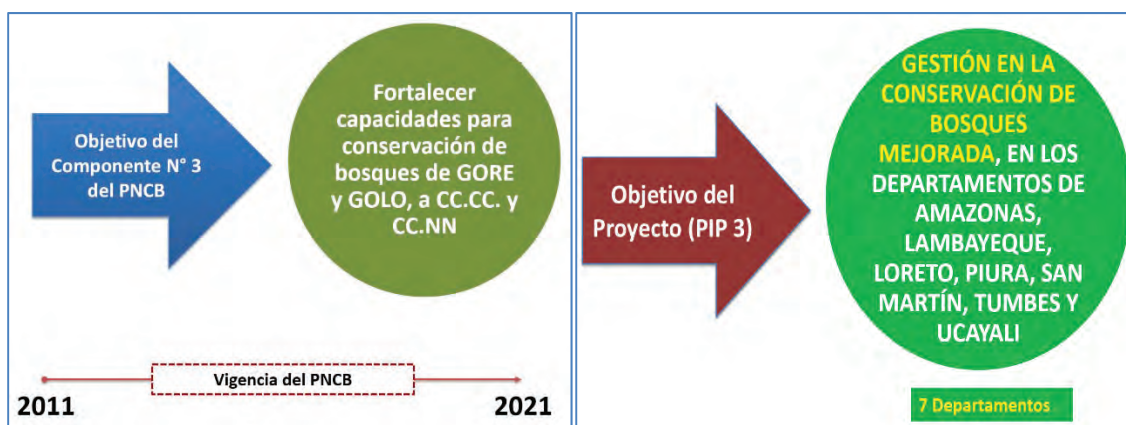 Objetivo del
Componente N° 3
del PNCB
Fortalecer
capacidades para
conservación de
bosques de GORE
y GOLO, a CC.CC. y
CC.NN
Vigencia del PNCB
2011
2021
Objetivo del
Proyecto (PIP 3)
GESTIÓN EN LA
CONSERVACIÓN DE
BOSQUES
MEJORADA, EN LOS
DEPARTAMENTOS DE
AMAZONAS,
LAMBAYEQUE,
LORETO, PIURA, SAN
MARTÍN, TUMBES Y
UCAYALI
7 Departamentos